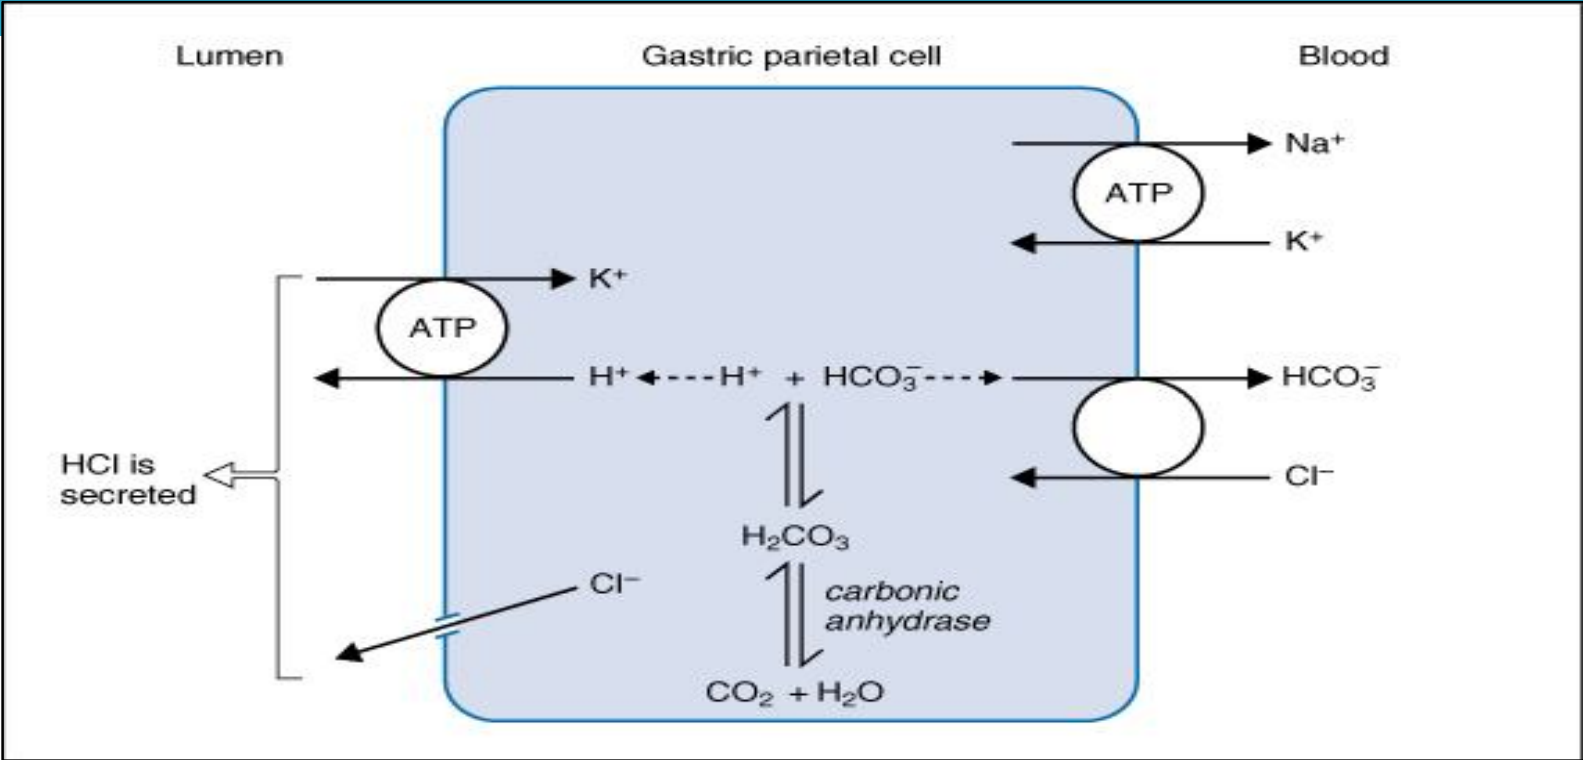 Lumen
Gastric parietal cell
Blood
Na⁺
ATP
K⁺
K⁺
ATP
H⁺ H⁺ + HCO₃⁻ HCO₃⁻
HCl is
secreted
Cl⁻
H₂CO₃
Cl⁻
carbonic
anhydrase
CO₂ + H₂O